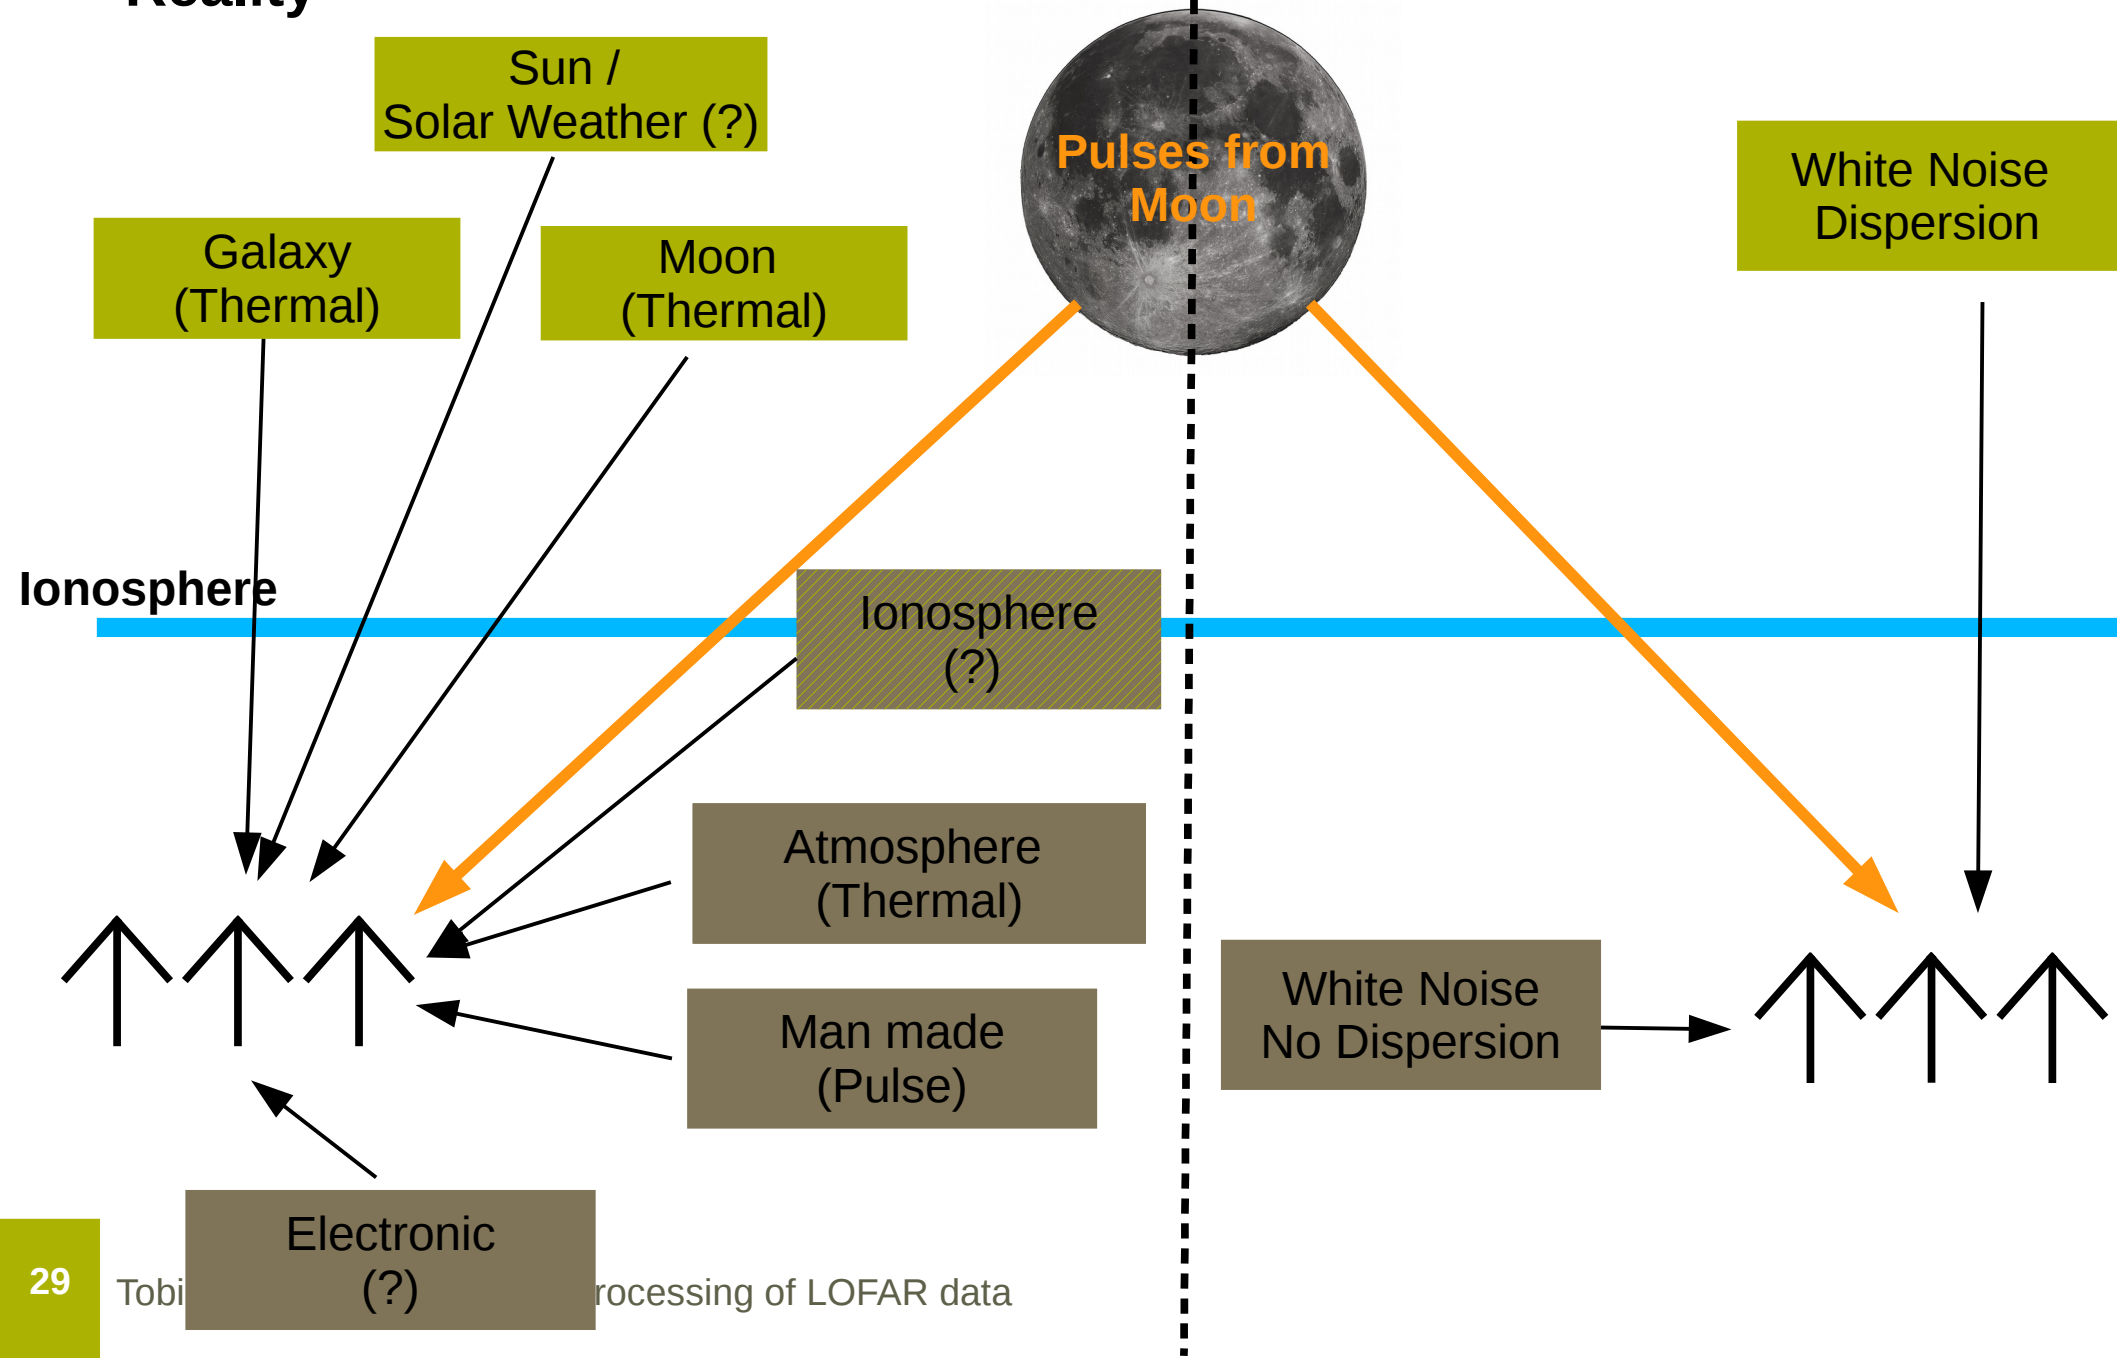 Reality
Sun /
Solar Weather (?)
Pulses from
Moon
White Noise
Dispersion
Galaxy
(Thermal)
Moon
(Thermal)
Ionosphere
Ionosphere
(?)
Atmosphere
(Thermal)
White Noise
No Dispersion
Man made
(Pulse)
Electronic
(?)
29
rocessing of LOFAR data